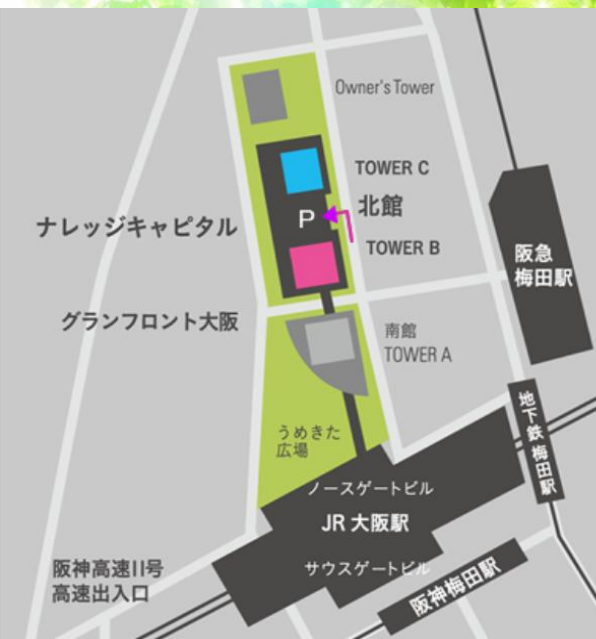 Owner's Tower
TOWER C
北館
P
TOWER B
ナレッジキャピタル
グランフロント大阪
阪急
梅田駅
南館
TOWER A
地下鉄 梅田駅
うめきた
広場
ノースゲートビル
JR 大阪駅
サウスゲートビル
阪神高速11号
高速出入口
阪神梅田駅